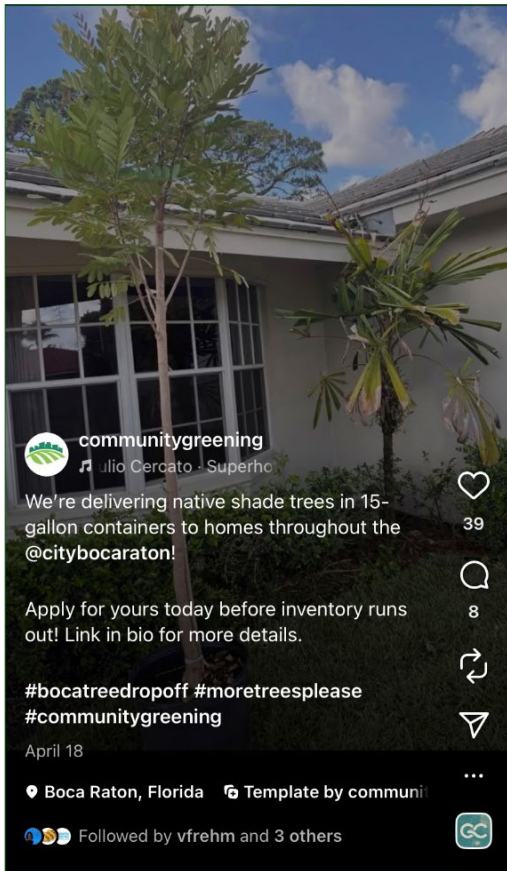 communitygreening
ulio Cercato · Superho
We're delivering native shade trees in 15-
gallon containers to homes throughout the
@citybocaraton!
Apply for yours today before inventory runs
out! Link in bio for more details.
#bocatreedropoff #moretreesplease
#communitygreening
April 18
Boca Raton, Florida Template by communit
Followed by vfrehm and 3 others
39
8
GC